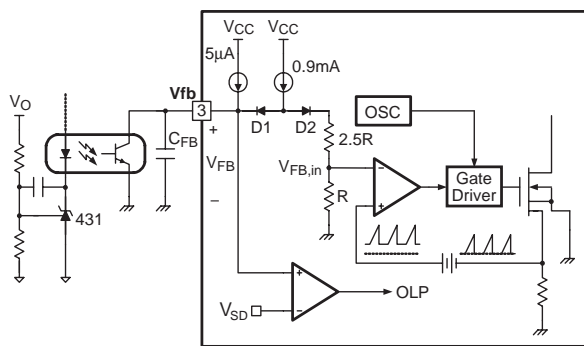 VCC VCC
5μA
0.9mA
Vfb
3
VO
D1 D2
OSC
2.5R
CFB
+
VFB
−
VFB,in
R
−
+
Gate
Driver
431
+
−
VSD
OLP